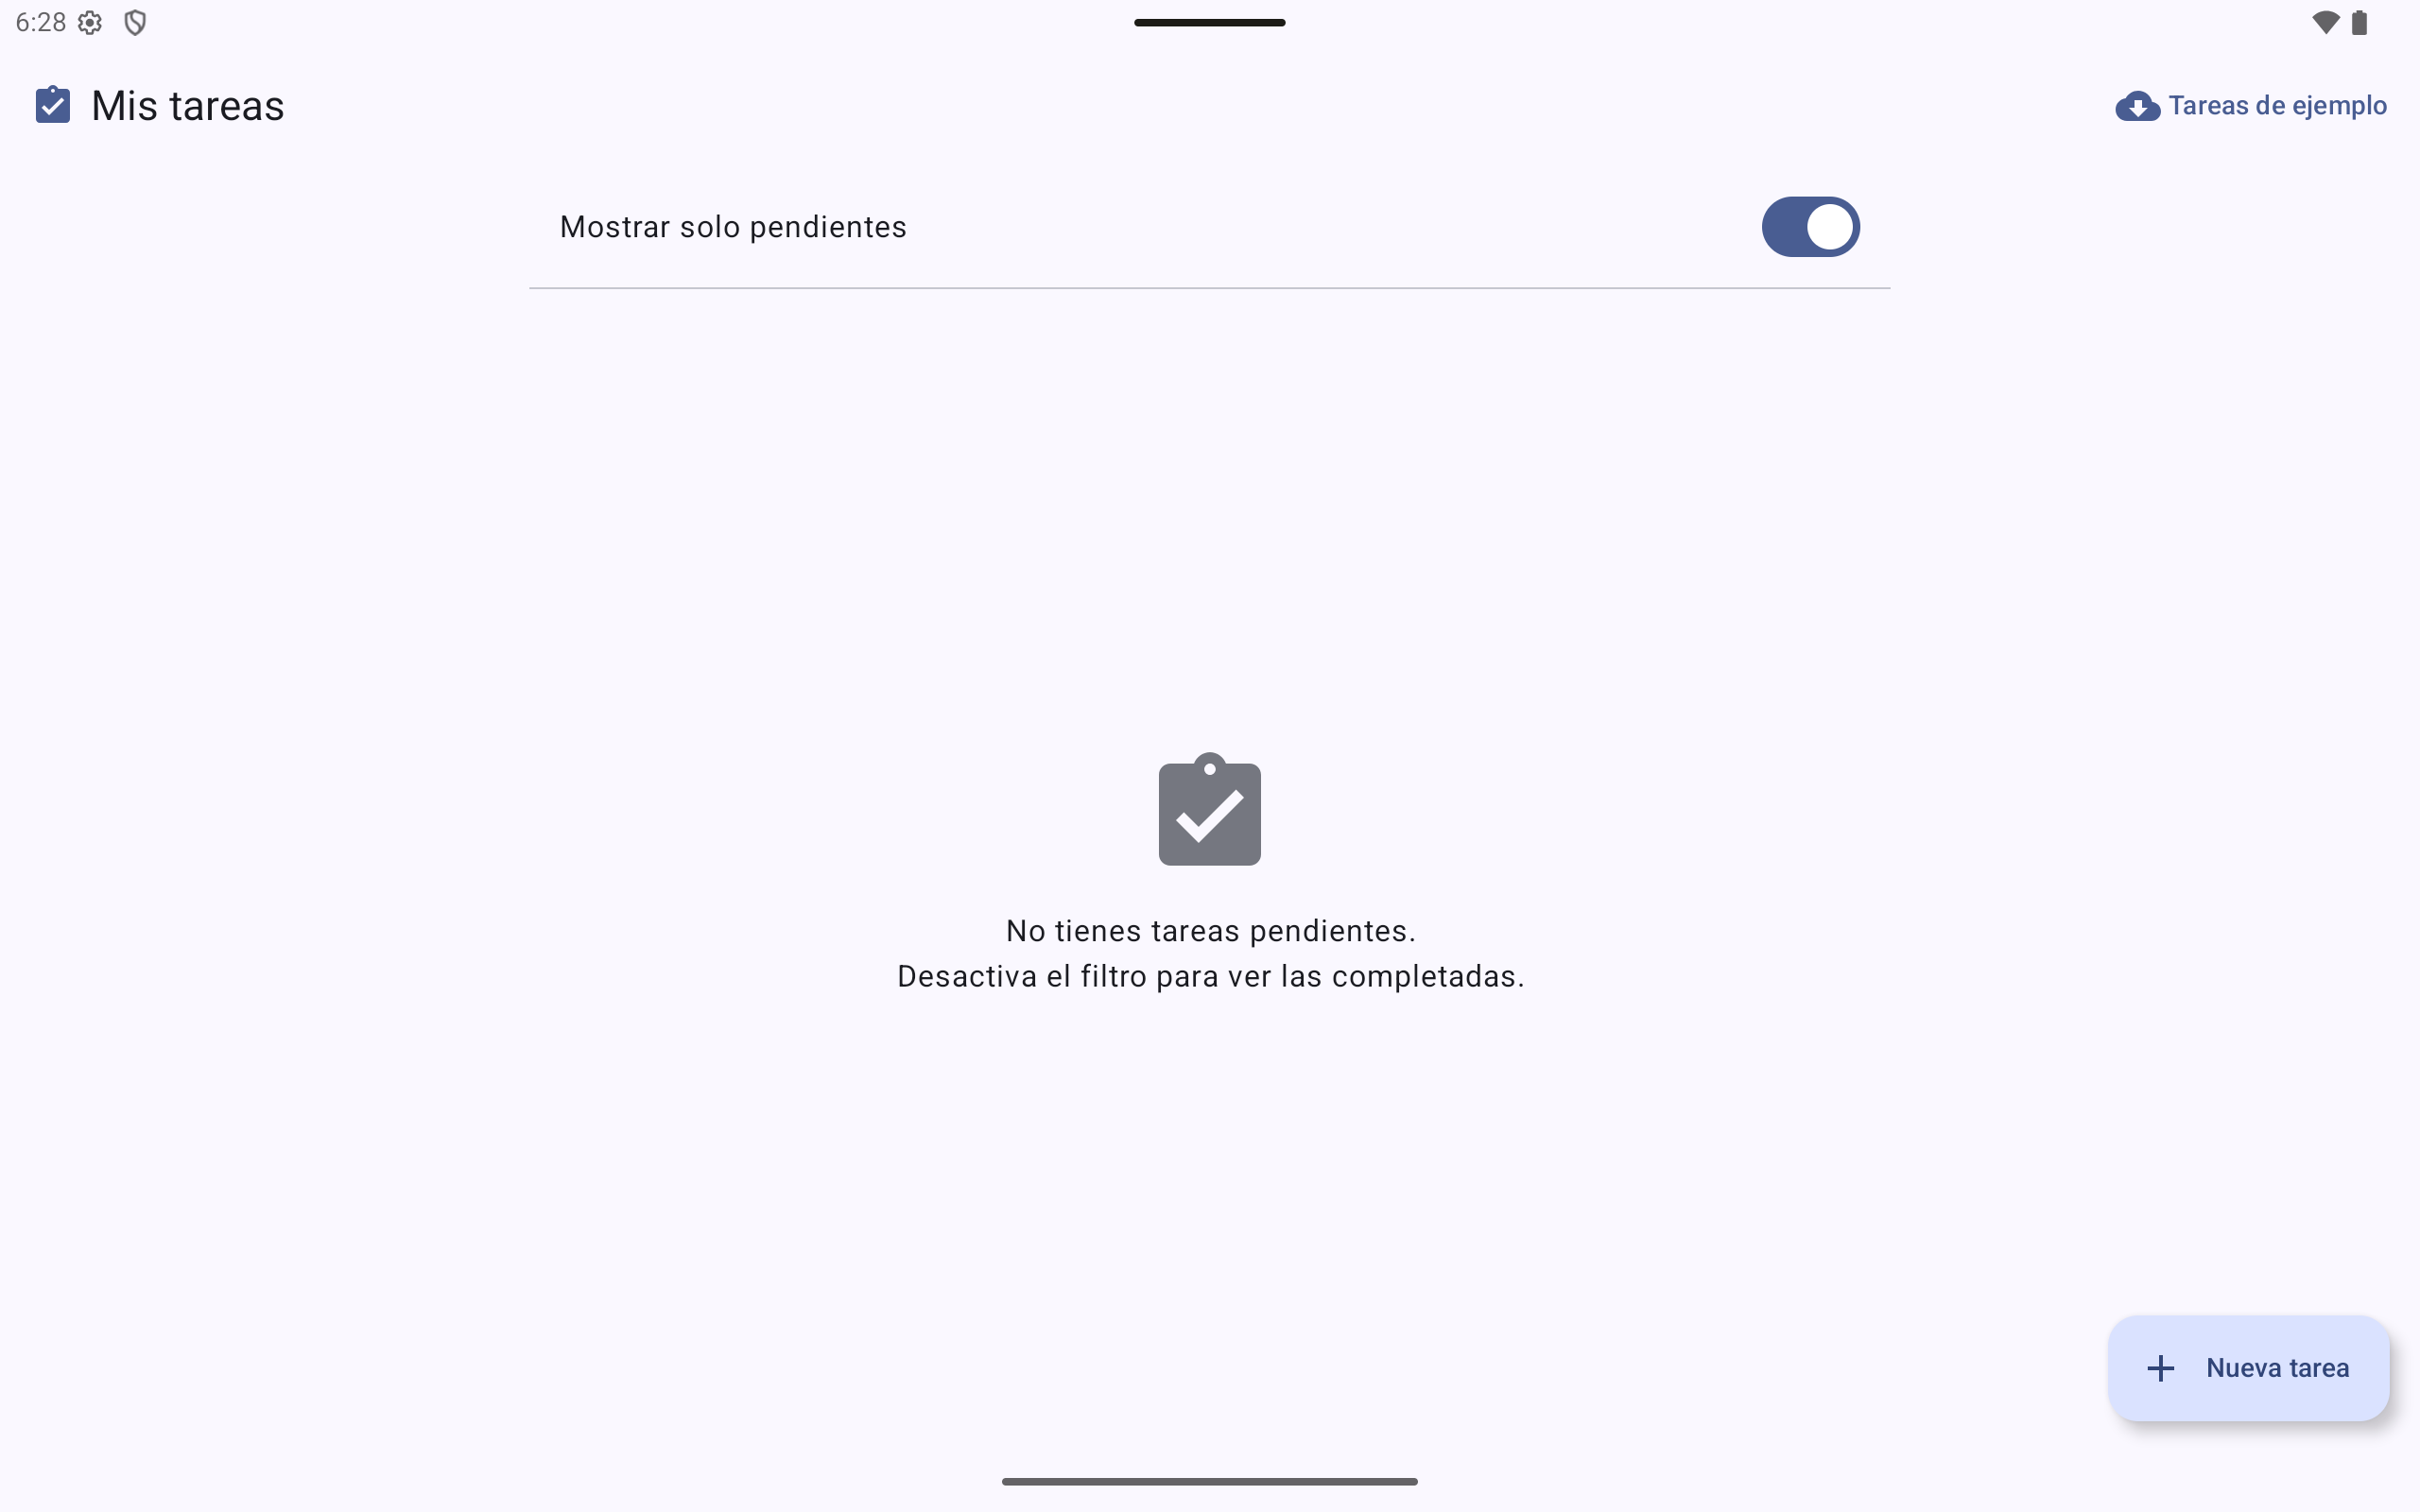 6:28
Mis tareas
Tareas de ejemplo
Mostrar solo pendientes
No tienes tareas pendientes.
Desactiva el filtro para ver las completadas.
Nueva tarea